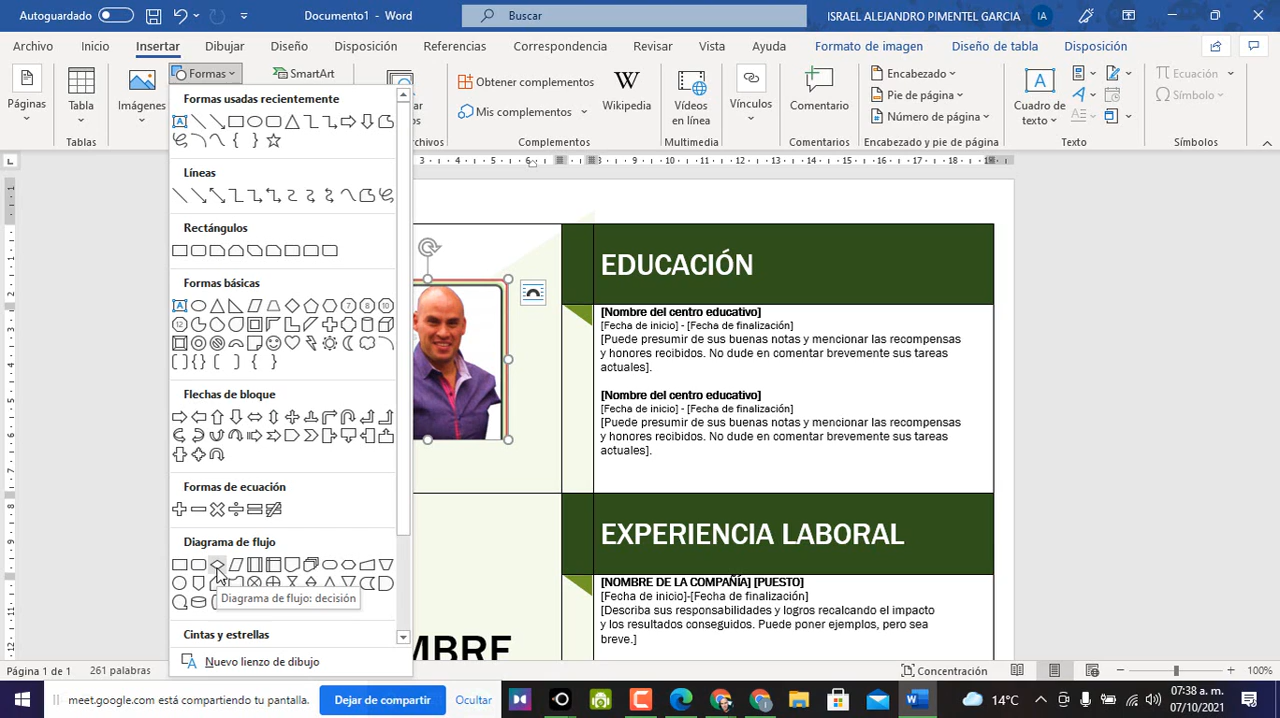 Autoguardado
Documento1 - Word
Buscar
ISRAEL ALEJANDRO PIMENTEL GARCIA
IA
Archivo
Inicio
Insertar
Dibujar
Diseño
Disposición
Referencias
Correspondencia
Revisar
Vista
Ayuda
Formato de imagen
Diseño de tabla
Disposición
Páginas
Tabla
Tablas
Imágenes
Formas
SmartArt
Obtener complementos
Mis complementos
Complementos
Wikipedia
Vídeos
en línea
Multimedia
Vínculos
Comentario
Comentarios
Encabezado
Pie de página
Número de página
Encabezado y pie de página
Cuadro de
texto
Texto
Ecuación
Símbolo
Símbolos
Formas usadas recientemente
Líneas
Rectángulos
Formas básicas
Flechas de bloque
Formas de ecuación
Diagrama de flujo
Diagrama de flujo: decisión
Cintas y estrellas
Nuevo lienzo de dibujo
EDUCACIÓN
[Nombre del centro educativo]
[Fecha de inicio] - [Fecha de finalización]
[Puede presumir de sus buenas notas y mencionar las recompensas
y honores recibidos. No dude en comentar brevemente sus tareas
actuales].
[Nombre del centro educativo]
[Fecha de inicio] - [Fecha de finalización]
[Puede presumir de sus buenas notas y mencionar las recompensas
y honores recibidos. No dude en comentar brevemente sus tareas
actuales].
EXPERIENCIA LABORAL
[NOMBRE DE LA COMPAÑÍA] [PUESTO]
[Fecha de inicio]-[Fecha de finalización]
[Describa sus responsabilidades y logros recalcando el impacto
y los resultados conseguidos. Puede poner ejemplos, pero sea
breve.]
MBRE
Página 1 de 1
261 palabras
Concentración
100%
meet.google.com está compartiendo tu pantalla.
Dejar de compartir
Ocultar
14°C
07:38 a. m.
07/10/2021